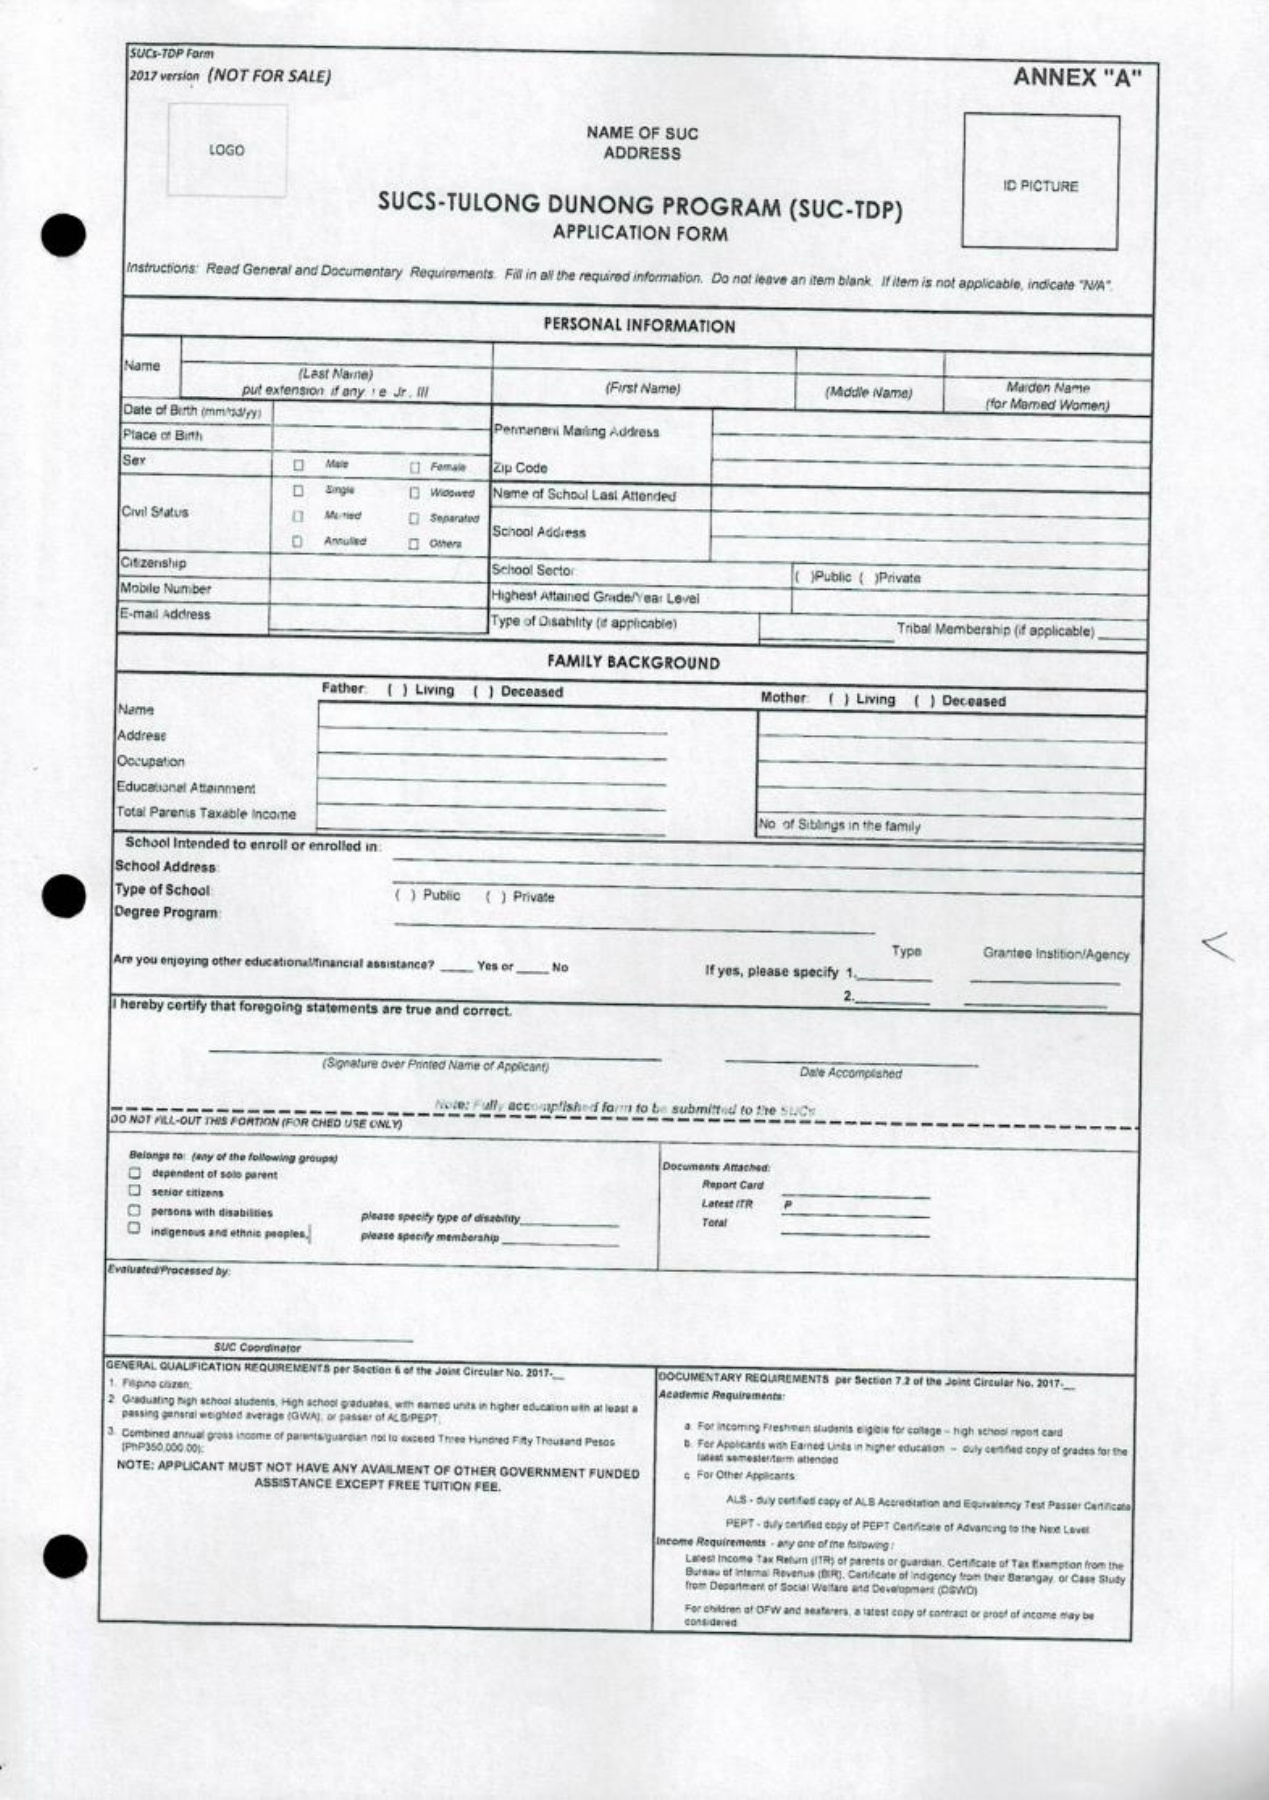 SUCs-TDP Form
2017 version (NOT FOR SALE)
ANNEX "A"
LOGO
NAME OF SUC
ADDRESS
ID PICTURE
SUCS-TULONG DUNONG PROGRAM (SUC-TDP)
APPLICATION FORM
Instructions: Read General and Documentary Requirements. Fill in all the required information. Do not leave an item blank. If item is not applicable, indicate "N/A".
PERSONAL INFORMATION
Name
(Last Name)
put extension if any i e Jr, III
(First Name)
(Middle Name)
Maiden Name
(for Married Women)
Date of Birth (mm/dd/yy)
Place of Birth
Permanent Mailing Address
Sex
Male
Female
Zip Code
Civil Status
Single
Widowed
Name of School Last Attended
Married
Separated
School Address
Annulled
Others
Citizenship
School Sector
( )Public ( )Private
Mobile Number
Highest Attained Grade/Year Level
E-mail Address
Type of Disability (if applicable)
Tribal Membership (if applicable)
FAMILY BACKGROUND
Father: ( ) Living ( ) Deceased
Mother: ( ) Living ( ) Deceased
Name
Address
Occupation
Educational Attainment
Total Parents Taxable Income
No. of Siblings in the family
School Intended to enroll or enrolled in:
School Address:
Type of School:
( ) Public ( ) Private
Degree Program:
Type
Grantee Instition/Agency
Are you enjoying other educational/financial assistance? _____ Yes or _____ No
If yes, please specify 1.
2.
I hereby certify that foregoing statements are true and correct.
(Signature over Printed Name of Applicant)
Date Accomplished
Note: Fully accomplished form to be submitted to the SUCs
DO NOT FILL-OUT THIS PORTION (FOR CHED USE ONLY)
Belongs to: (any of the following groups)
dependent of solo parent
senior citizens
persons with disabilities
please specify type of disability
indigenous and ethnic peoples,
please specify membership
Documents Attached:
Report Card
Latest ITR P
Total
Evaluated/Processed by:
SUC Coordinator
GENERAL QUALIFICATION REQUIREMENTS per Section 6 of the Joint Circular No. 2017-__
1. Filipino citizen;
2 Graduating high school students, High school graduates, with earned units in higher education with at least a
passing general weighted average (GWA), or passer of ALS/PEPT;
3. Combined annual gross income of parents/guardian not to exceed Three Hundred Fifty Thousand Pesos
(PhP350,000.00);
NOTE: APPLICANT MUST NOT HAVE ANY AVAILMENT OF OTHER GOVERNMENT FUNDED
ASSISTANCE EXCEPT FREE TUITION FEE.
DOCUMENTARY REQUIREMENTS per Section 7.2 of the Joint Circular No. 2017-__
Academic Requirements:
a. For Incoming Freshmen students eligible for college – high school report card
b. For Applicants with Earned Units in higher education – duly certified copy of grades for the
latest semester/term attended
c. For Other Applicants
ALS - duly certified copy of ALS Accreditation and Equivalency Test Passer Certificate
PEPT - duly certified copy of PEPT Certificate of Advancing to the Next Level
Income Requirements - any one of the following:
Latest Income Tax Return (ITR) of parents or guardian, Certificate of Tax Exemption from the
Bureau of Internal Revenue (BIR), Certificate of Indigency from their Barangay, or Case Study
from Department of Social Welfare and Development (DSWD)
For children of OFW and seafarers, a latest copy of contract or proof of income may be
considered